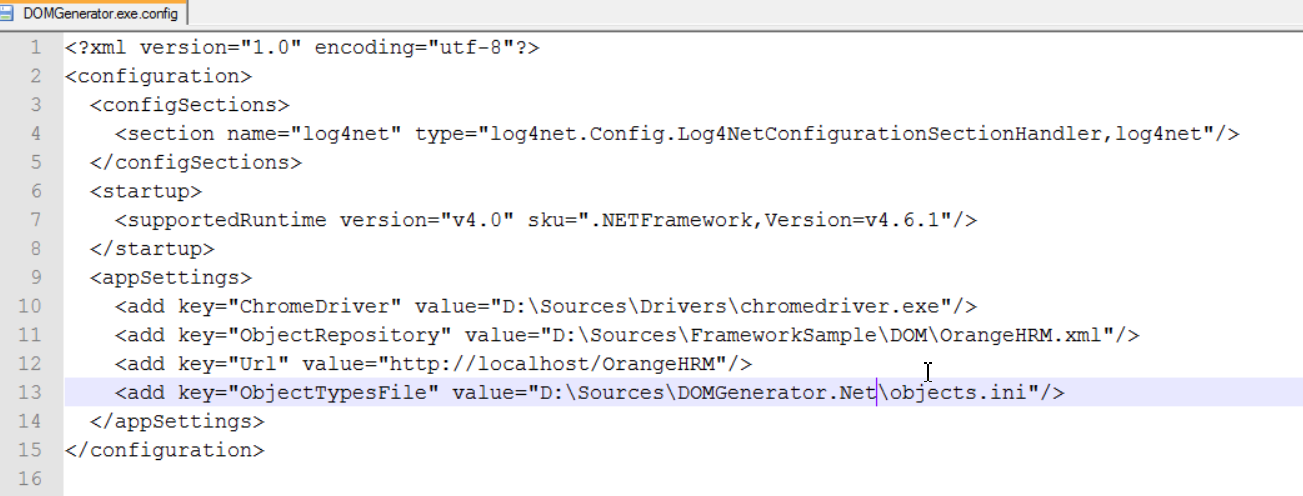 DOMGenerator.exe.config
1 <?xml version="1.0" encoding="utf-8"?>
2 <configuration>
3   <configSections>
4     <section name="log4net" type="log4net.Config.Log4NetConfigurationSectionHandler,log4net"/>
5   </configSections>
6   <startup>
7     <supportedRuntime version="v4.0" sku=".NETFramework,Version=v4.6.1"/>
8   </startup>
9   <appSettings>
10     <add key="ChromeDriver" value="D:\Sources\Drivers\chromedriver.exe"/>
11     <add key="ObjectRepository" value="D:\Sources\FrameworkSample\DOM\OrangeHRM.xml"/>
12     <add key="Url" value="http://localhost/OrangeHRM"/>
13     <add key="ObjectTypesFile" value="D:\Sources\DOMGenerator.Net\objects.ini"/>
14   </appSettings>
15 </configuration>
16